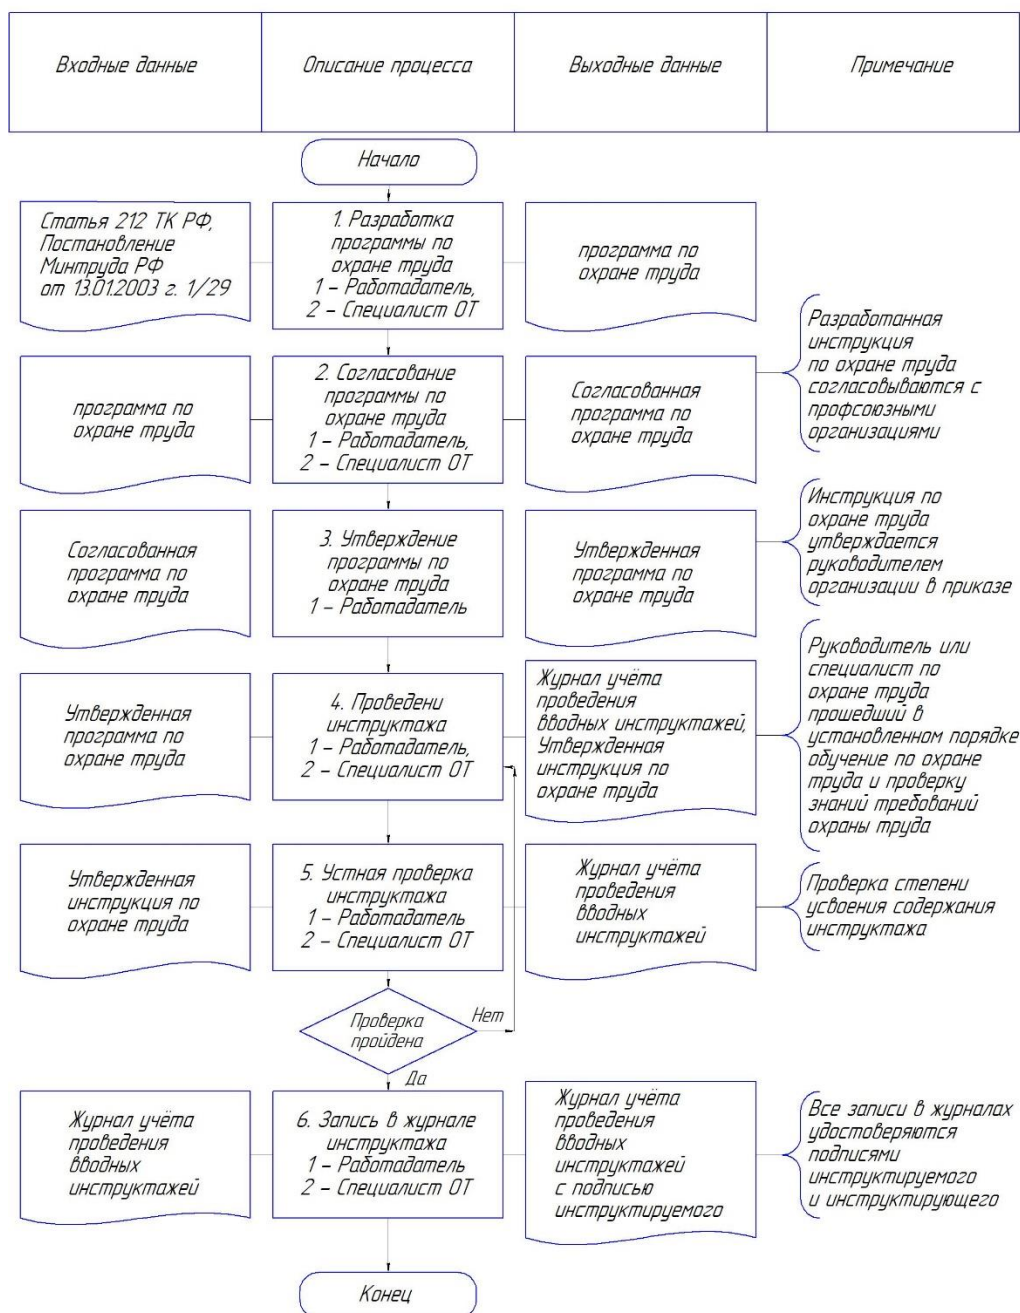 Входные данные
Описание процесса
Выходные данные
Примечание
Начало
Статья 212 ТК РФ,
Постановление
Минтруда РФ
от 13.01.2003 г. 1/29
1. Разработка
программы по
охране труда
1 – Работадатель,
2 – Специалист ОТ
программа по
охране труда
программа по
охране труда
2. Согласование
программы по
охране труда
1 – Работадатель,
2 – Специалист ОТ
Согласованная
программа по
охране труда
Разработанная
инструкция
по охране труда
согласовываются с
профсоюзными
организациями
Согласованная
программа по
охране труда
3. Утверждение
программы по
охране труда
1 – Работадатель
Утвержденная
программа по
охране труда
Инструкция по
охране труда
утверждается
руководителем
организации в приказе
Утвержденная
программа по
охране труда
4. Проведени
инструктажа
1 – Работадатель,
2 – Специалист ОТ
Журнал учёта
проведения
вводных инструктажей,
Утвержденная
инструкция по
охране труда
Руководитель или
специалист по
охране труда
прошедший в
установленном порядке
обучение по охране
труда и проверку
знаний требований
охраны труда
Утвержденная
инструкция по
охране труда
5. Устная проверка
инструктажа
1 – Работадатель
2 – Специалист ОТ
Журнал учёта
проведения
вводных
инструктажей
Проверка степени
усвоения содержания
инструктажа
Проверка
пройдена
Нет
Да
Журнал учёта
проведения
вводных
инструктажей
6. Запись в журнале
инструктажа
1 – Работадатель
2 – Специалист ОТ
Журнал учёта
проведения
вводных
инструктажей
с подписью
инструктируемого
Все записи в журналах
удостоверяются
подписями
инструктируемого
и инструктирующего
Конец